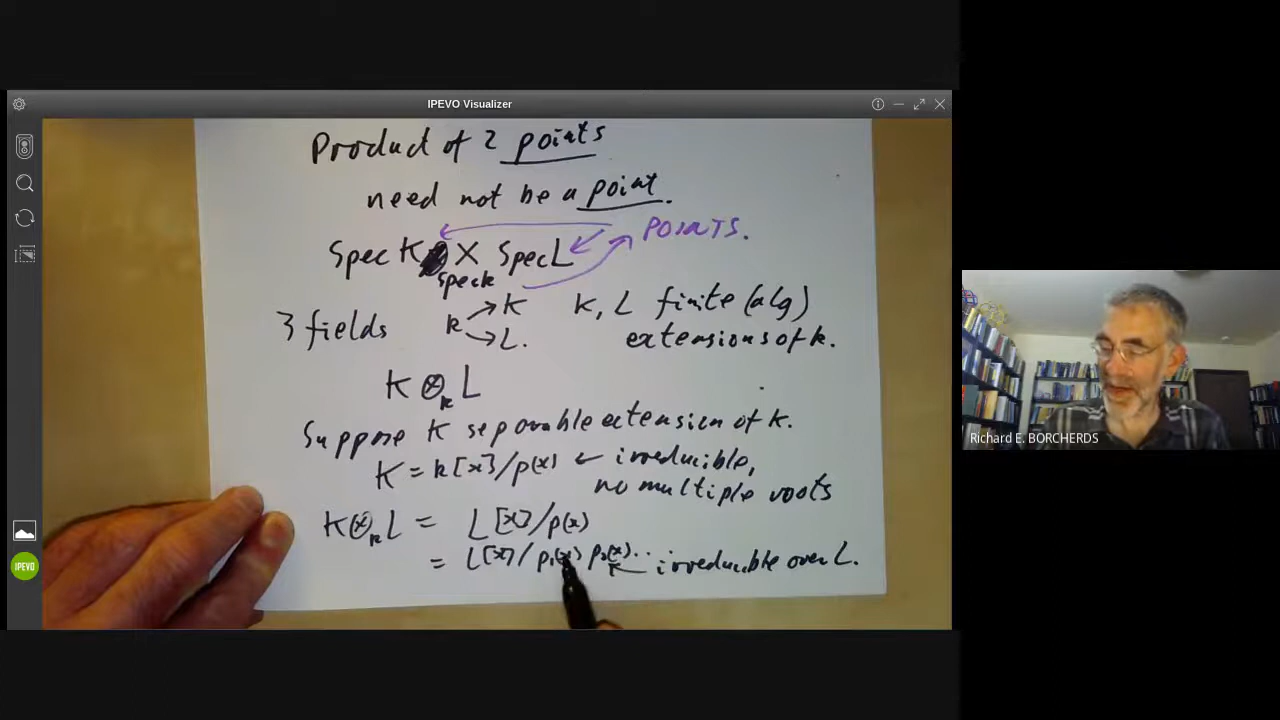 IPEVO Visualizer
Product of 2 points
need not be a point.
Spec K × Spec L POINTS.
Spec k
3 fields k → K → L. K, L finite (alg)
extensions of k.
K ⊗k L
Suppose K separable extension of k.
K = k[x]/p(x) ← irreducible,
no multiple roots
K ⊗k L = L[x]/p(x)
= L[x]/p₁(x) p₂(x)... ← irreducible over L.
IPEVO
Richard E. BORCHERDS